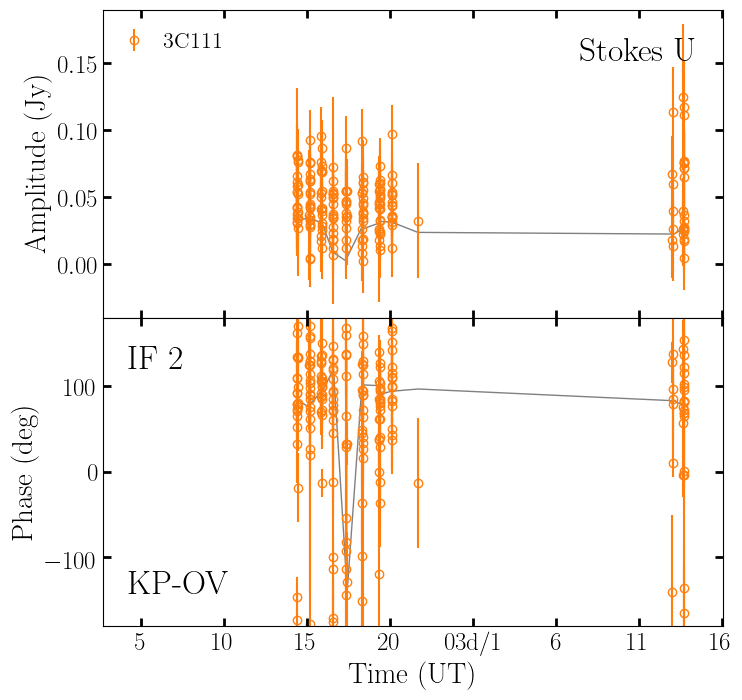 3C111
Stokes U
0.15
0.10
0.05
0.00
Amplitude (Jy)
IF 2
100
0
−100
Phase (deg)
KP-OV
5 10 15 20 03d/1 6 11 16
Time (UT)